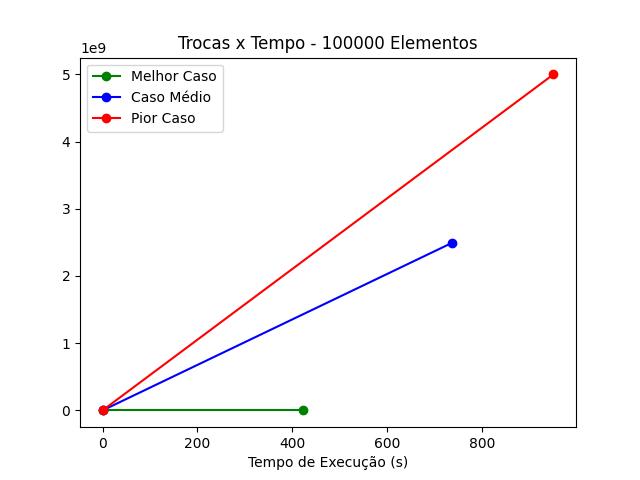 Trocas x Tempo - 100000 Elementos
1e9
Melhor Caso
Caso Médio
Pior Caso
5
4
3
2
1
0
0 200 400 600 800
Tempo de Execução (s)